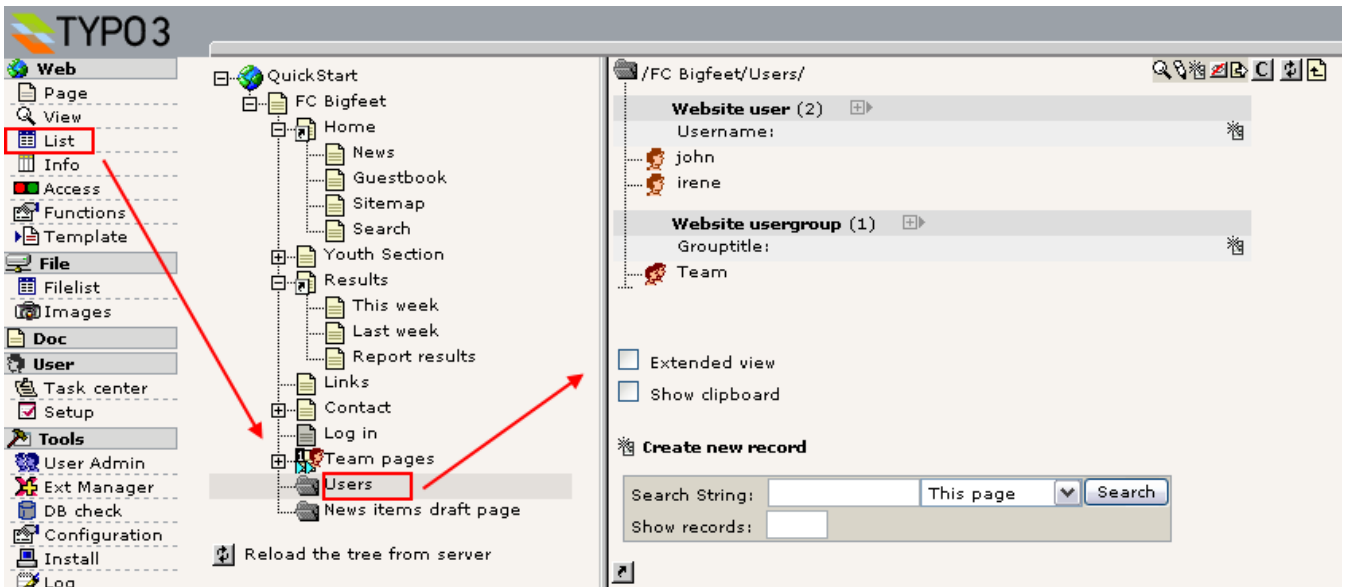 TYPO3
Web
Page
View
List
Info
Access
Functions
Template
File
Filelist
Images
Doc
User
Task center
Setup
Tools
User Admin
Ext Manager
DB check
Configuration
Install
Log
QuickStart
FC Bigfeet
Home
News
Guestbook
Sitemap
Search
Youth Section
Results
This week
Last week
Report results
Links
Contact
Log in
Team pages
Users
News items draft page
Reload the tree from server
/FC Bigfeet/Users/
C
Website user (2)
Username:
john
irene
Website usergroup (1)
Grouptitle:
Team
Extended view
Show clipboard
Create new record
Search String: This page Search
Show records: